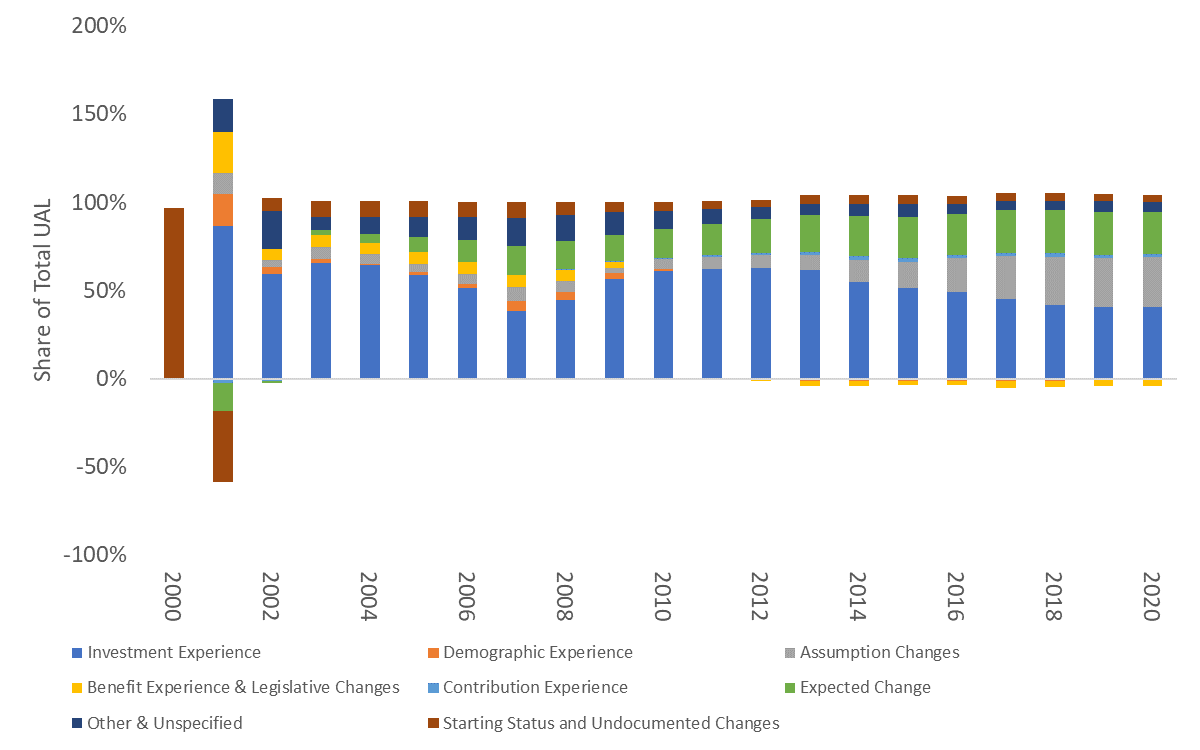 200%
150%
100%
50%
0%
-50%
-100%
Share of Total UAL
2000
2002
2004
2006
2008
2010
2012
2014
2016
2018
2020
Investment Experience
Demographic Experience
Assumption Changes
Benefit Experience & Legislative Changes
Contribution Experience
Expected Change
Other & Unspecified
Starting Status and Undocumented Changes